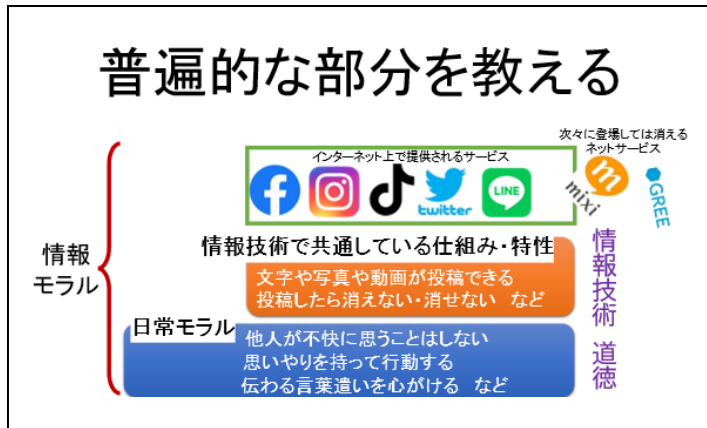 普遍的な部分を教える
次々に登場しては消える
ネットサービス
インターネット上で提供されるサービス
twitter
LINE
m
mixi
GREE
情報
モラル
情報技術で共通している仕組み・特性
文字や写真や動画が投稿できる
投稿したら消えない・消せない など
情報技術
日常モラル
他人が不快に思うことはしない
思いやりを持って行動する
伝わる言葉遣いを心がける など
道徳